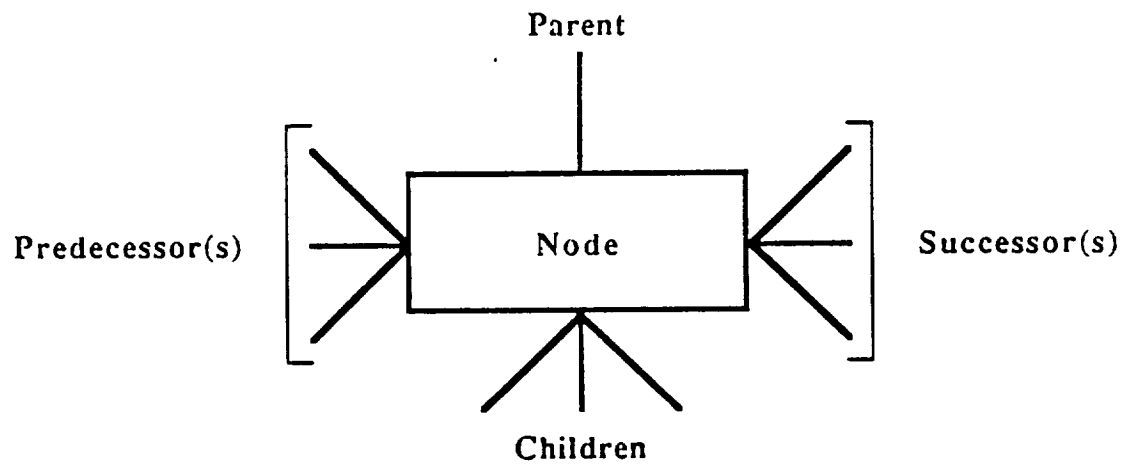 Parent
Predecessor(s)
Node
Successor(s)
Children